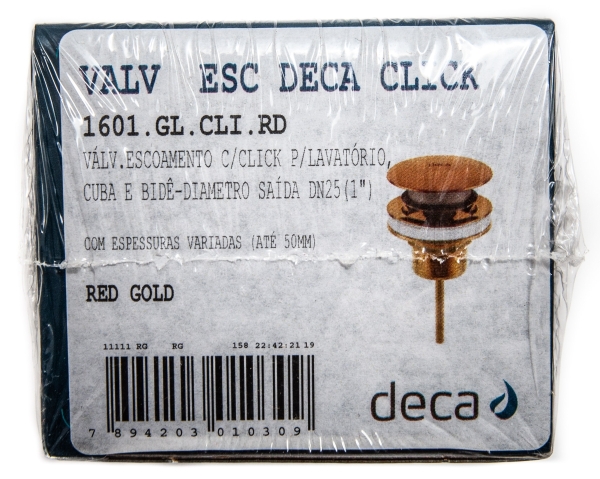 VALV ESC DECA CLICK
1601.GL.CLI.RD
VÁLV.ESCOAMENTO C/CLICK P/LAVATÓRIO,
CUBA E BIDÊ-DIAMETRO SAÍDA DN25(1")
COM ESPESSURAS VARIADAS (ATÉ 50MM)
RED GOLD
11111 RG RG 158 22:42:21 19
7 894203 010309
deca